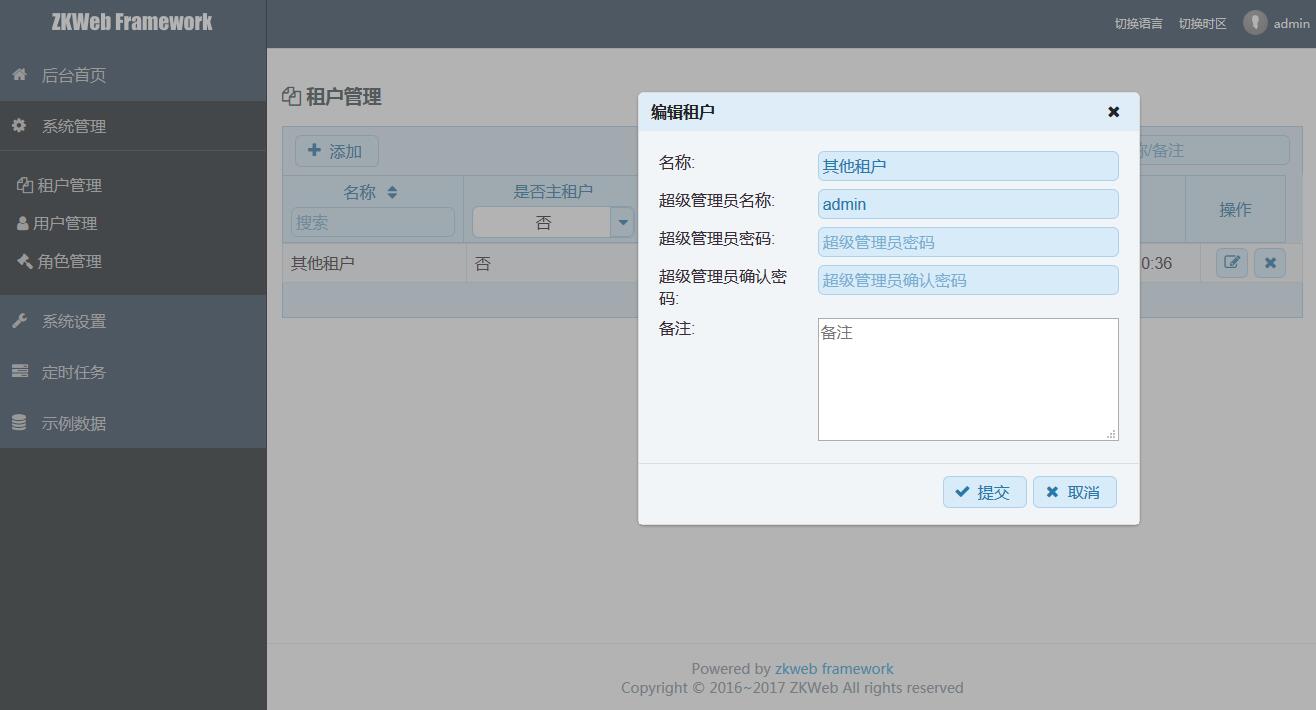 ZKWeb Framework
切换语言 切换时区 admin
后台首页
系统管理
租户管理
用户管理
角色管理
系统设置
定时任务
示例数据
租户管理
添加
/备注
名称 是否主租户 操作
搜索 否
其他租户 否 0:36
编辑租户
名称: 其他租户
超级管理员名称: admin
超级管理员密码: 超级管理员密码
超级管理员确认密
码:
超级管理员确认密码
备注: 备注
提交 取消
Powered by zkweb framework
Copyright © 2016~2017 ZKWeb All rights reserved